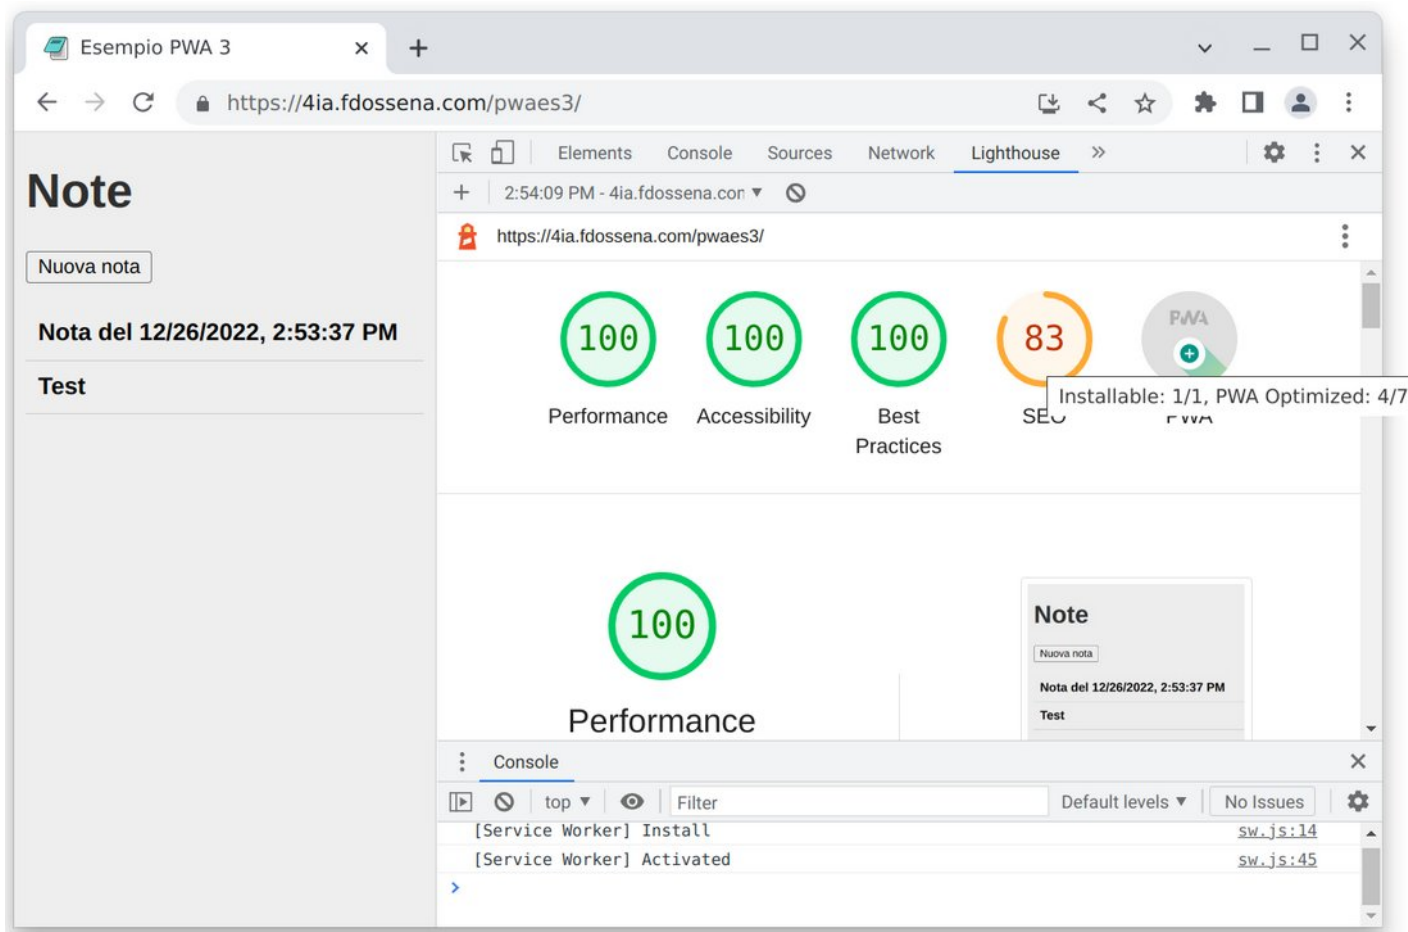 Esempio PWA 3
https://4ia.fdossena.com/pwaes3/
Note
Nuova nota
Nota del 12/26/2022, 2:53:37 PM
Test
Elements Console Sources Network Lighthouse
2:54:09 PM - 4ia.fdossena.con
https://4ia.fdossena.com/pwaes3/
100 100 100 83 PWA
Installable: 1/1, PWA Optimized: 4/7
Performance Accessibility Best Practices SEO PWA
100
Performance
Note
Nuova nota
Nota del 12/26/2022, 2:53:37 PM
Test
Console
top Filter Default levels No Issues
[Service Worker] Install sw.js:14
[Service Worker] Activated sw.js:45